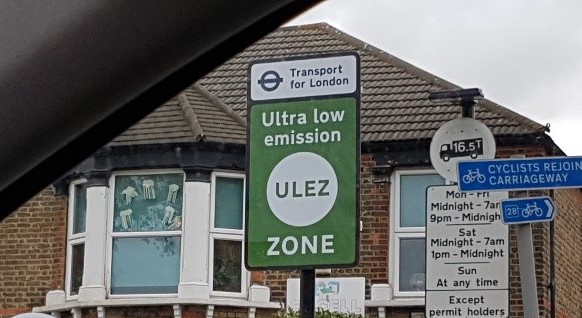 Transport
for London
Ultra low
emission
ULEZ
ZONE
16.5T
CYCLISTS REJOIN
CARRIAGEWAY
28
Mon - Fri
Midnight - 7am
9pm - Midnight
Sat
Midnight - 7am
1pm - Midnight
Sun
At any time
Except
permit holders